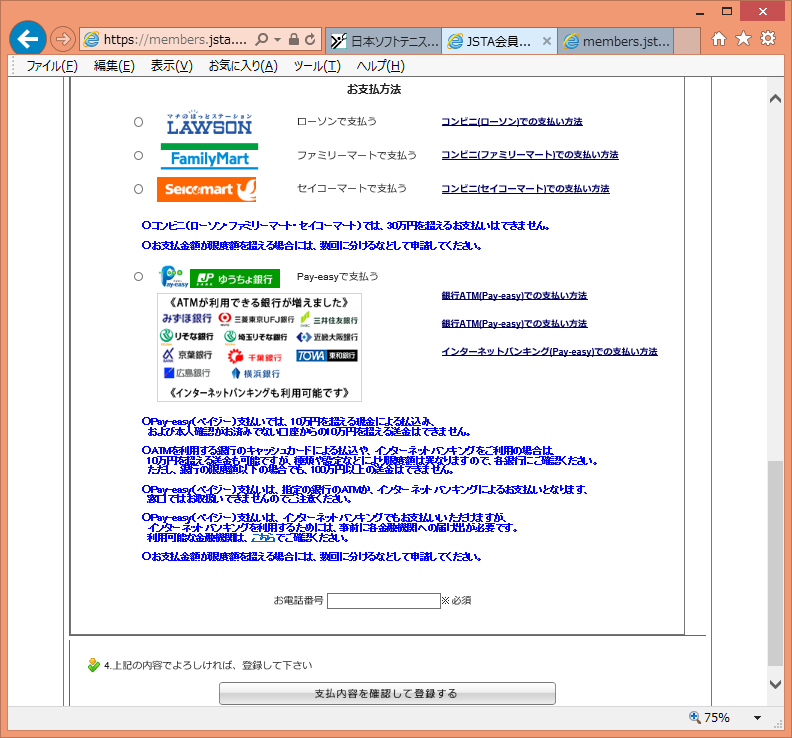 https://members.jsta....
日本ソフトテニス...
JSTA会員...
members.jst...
ファイル(F) 編集(E) 表示(V) お気に入り(A) ツール(T) ヘルプ(H)
お支払方法
マチのほっとステーション
LAWSON
ローソンで支払う
コンビニ(ローソン)での支払い方法
FamilyMart
ファミリーマートで支払う
コンビニ(ファミリーマート)での支払い方法
Seicomart
セイコーマートで支払う
コンビニ(セイコーマート)での支払い方法
○コンビニ(ローソン・ファミリーマート・セイコーマート)では、30万円を超えるお支払いはできません。
○お支払金額が限度額を超える場合には、数回に分けるなどして申請してください。
Pay-easy
JP ゆうちょ銀行
Pay-easyで支払う
《ATMが利用できる銀行が増えました》
みずほ銀行 三菱東京UFJ銀行 三井住友銀行
りそな銀行 埼玉りそな銀行 近畿大阪銀行
京葉銀行 千葉銀行 TOWA 東和銀行
広島銀行 横浜銀行
《インターネットバンキングも利用可能です》
銀行ATM(Pay-easy)での支払い方法
銀行ATM(Pay-easy)での支払い方法
インターネットバンキング(Pay-easy)での支払い方法
○Pay-easy(ペイジー)支払いでは、10万円を超える現金による払込み、
および本人確認がお済みでない口座からの10万円を超える送金はできません。
○ATMを利用する銀行のキャッシュカードによる払込や、インターネットバンキングをご利用の場合は、
10万円を超える送金も可能ですが、種類や設定などにより限度額は異なりますので、各銀行にご確認ください。
ただし、銀行の限度額以下の場合でも、100万円以上の送金はできません。
○Pay-easy(ペイジー)支払いは、指定の銀行のATMか、インターネットバンキングによるお支払いとなります、
窓口ではお取扱いできませんのでご注意ください。
○Pay-easy(ペイジー)支払いは、インターネットバンキングでもお支払いいただけますが、
インターネットバンキングを利用するためには、事前に各金融機関への届け出が必要です。
利用可能な金融機関は、こちらでご確認ください。
○お支払金額が限度額を超える場合には、数回に分けるなどして申請してください。
お電話番号 ※必須
4.上記の内容でよろしければ、登録して下さい
支払内容を確認して登録する
75%